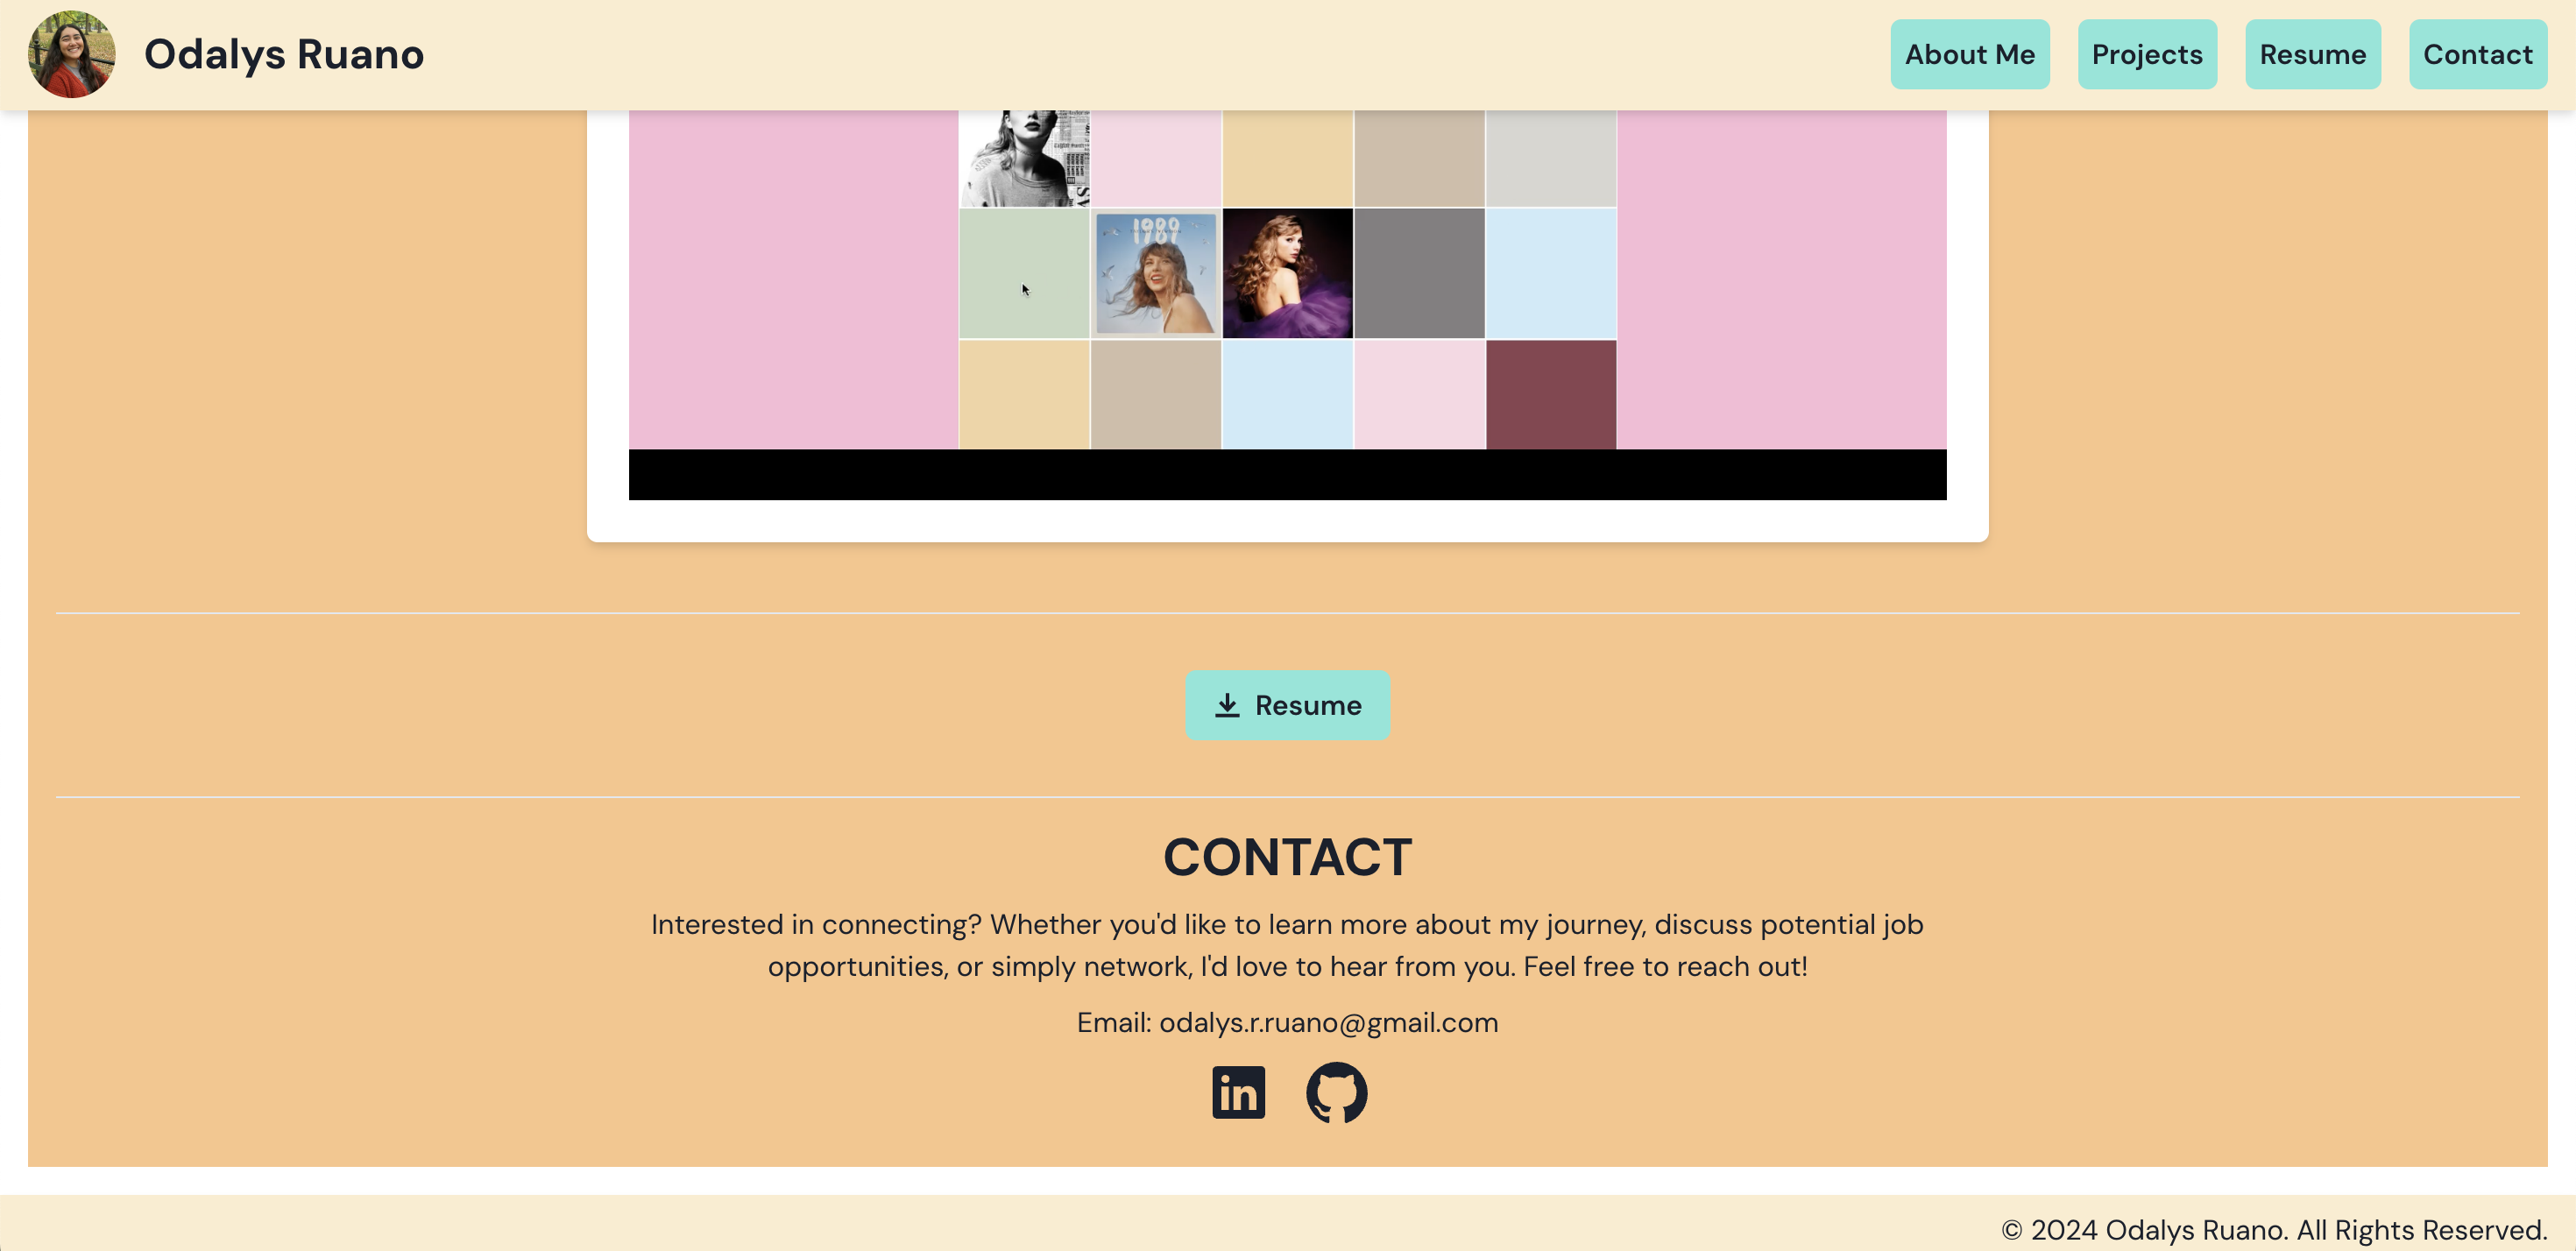 Odalys Ruano
About Me
Projects
Resume
Contact
1989
Resume
CONTACT
Interested in connecting? Whether you'd like to learn more about my journey, discuss potential job
opportunities, or simply network, I'd love to hear from you. Feel free to reach out!
Email: odalys.r.ruano@gmail.com
in
© 2024 Odalys Ruano. All Rights Reserved.